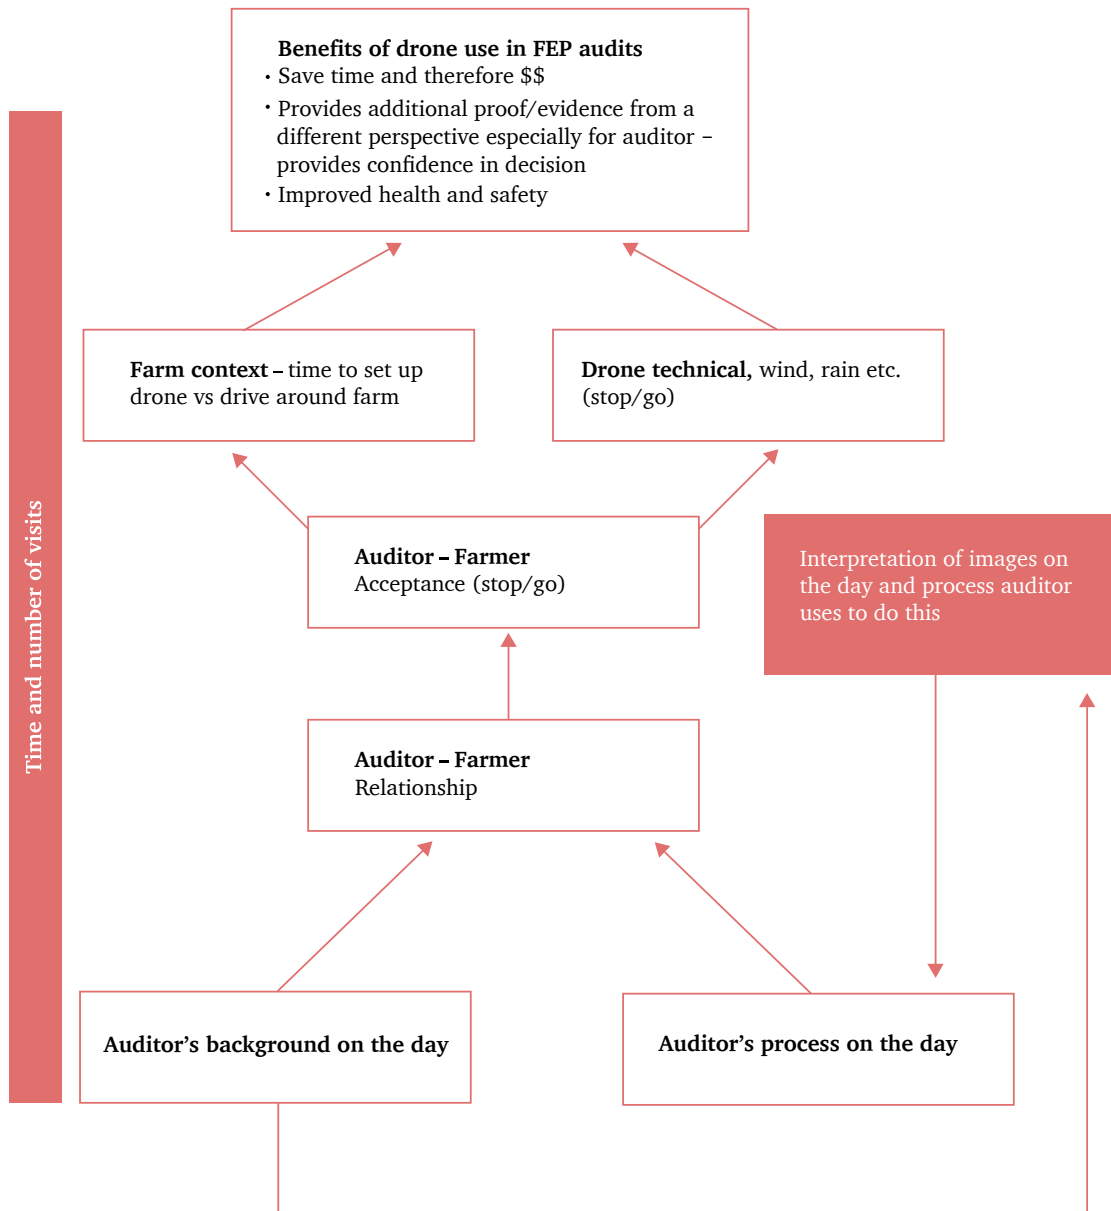 Benefits of drone use in FEP audits
• Save time and therefore $$
• Provides additional proof/evidence from a
different perspective especially for auditor –
provides confidence in decision
• Improved health and safety
Time and number of visits
Farm context – time to set up
drone vs drive around farm
Drone technical, wind, rain etc.
(stop/go)
Auditor – Farmer
Acceptance (stop/go)
Interpretation of images on
the day and process auditor
uses to do this
Auditor – Farmer
Relationship
Auditor’s background on the day
Auditor’s process on the day